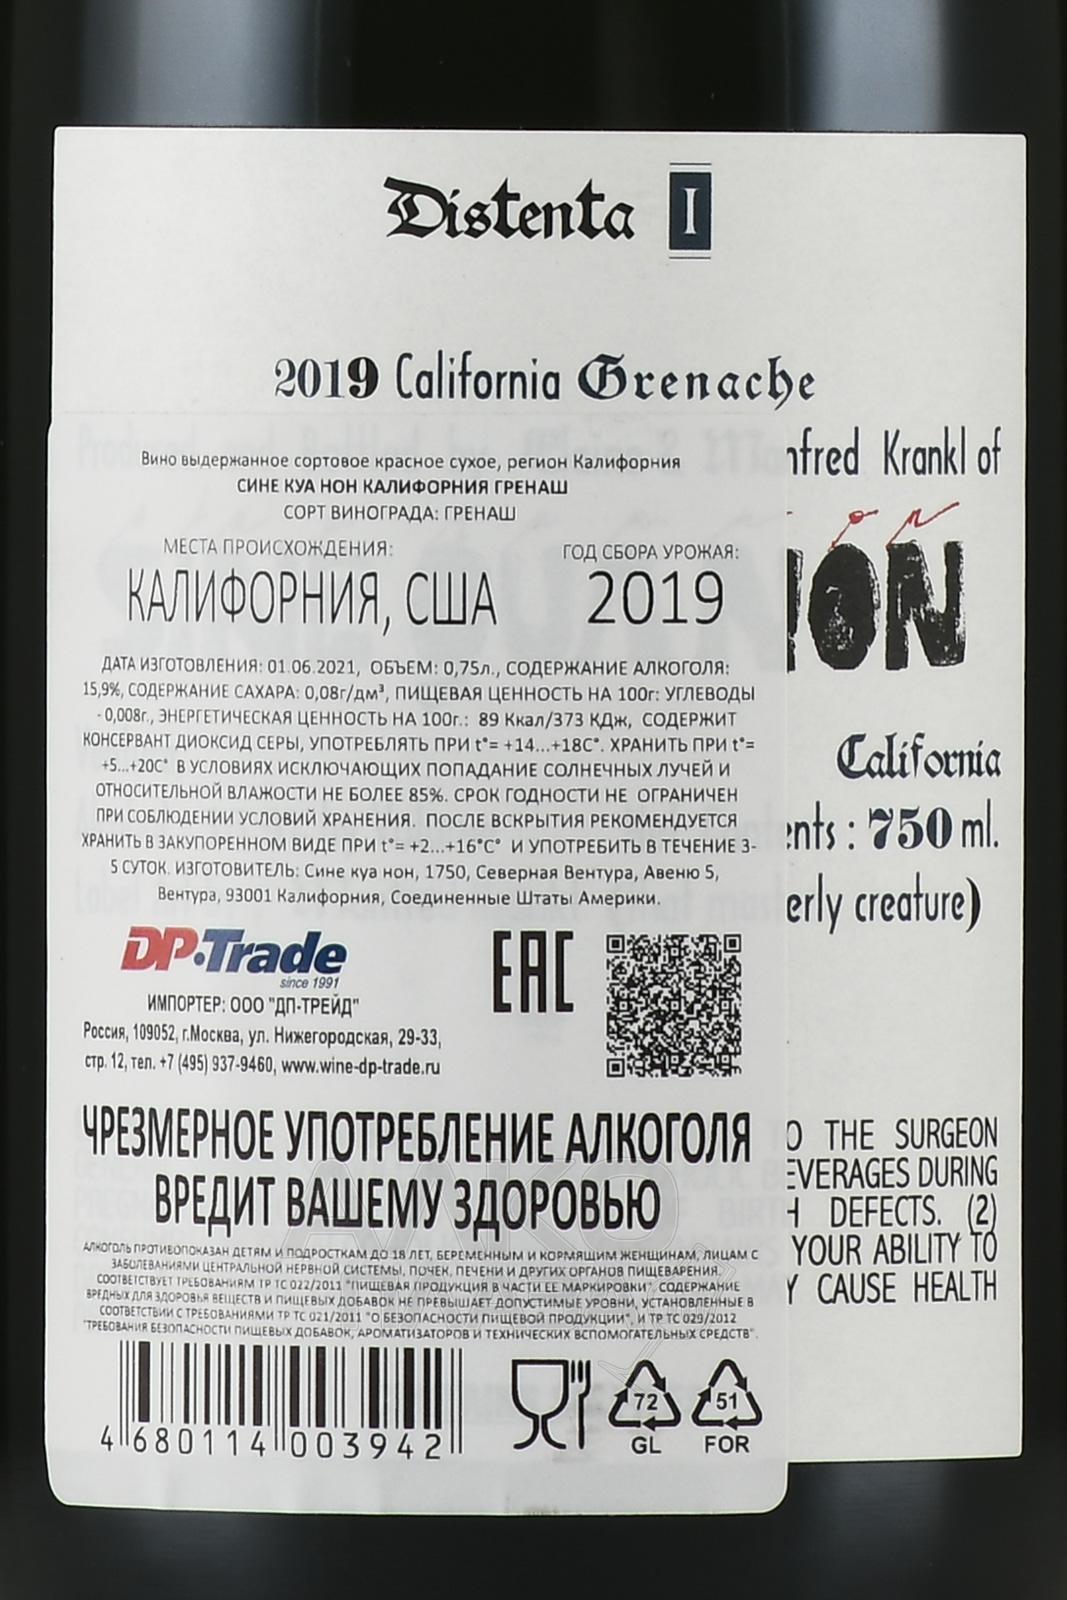 Distenta I
2019 California Grenache
nfred Krankl of
NON
California
ents : 750 ml.
erly creature)
Вино выдержанное сортовое красное сухое, регион Калифорния
СИНЕ КУА НОН КАЛИФОРНИЯ ГРЕНАШ
СОРТ ВИНОГРАДА: ГРЕНАШ
МЕСТА ПРОИСХОЖДЕНИЯ:
КАЛИФОРНИЯ, США
ГОД СБОРА УРОЖАЯ:
2019
ДАТА ИЗГОТОВЛЕНИЯ: 01.06.2021, ОБЪЕМ: 0,75л., СОДЕРЖАНИЕ АЛКОГОЛЯ:
15,9%, СОДЕРЖАНИЕ САХАРА: 0,08г/дм³, ПИЩЕВАЯ ЦЕННОСТЬ НА 100г: УГЛЕВОДЫ
- 0,008г., ЭНЕРГЕТИЧЕСКАЯ ЦЕННОСТЬ НА 100г.: 89 Ккал/373 КДж, СОДЕРЖИТ
КОНСЕРВАНТ ДИОКСИД СЕРЫ, УПОТРЕБЛЯТЬ ПРИ t°= +14...+18C°. ХРАНИТЬ ПРИ t°=
+5...+20C° В УСЛОВИЯХ ИСКЛЮЧАЮЩИХ ПОПАДАНИЕ СОЛНЕЧНЫХ ЛУЧЕЙ И
ОТНОСИТЕЛЬНОЙ ВЛАЖОСТИ НЕ БОЛЕЕ 85%. СРОК ГОДНОСТИ НЕ ОГРАНИЧЕН
ПРИ СОБЛЮДЕНИИ УСЛОВИЙ ХРАНЕНИЯ. ПОСЛЕ ВСКРЫТИЯ РЕКОМЕНДУЕТСЯ
ХРАНИТЬ В ЗАКУПОРЕННОМ ВИДЕ ПРИ t°= +2...+16°C° И УПОТРЕБИТЬ В ТЕЧЕНИЕ 3-
5 СУТОК. ИЗГОТОВИТЕЛЬ: Сине куа нон, 1750, Северная Вентура, Авеню 5,
Вентура, 93001 Калифорния, Соединенные Штаты Америки.
DP·Trade
since 1991
EAC
ИМПОРТЕР: ООО "ДП-ТРЕЙД"
Россия, 109052, г.Москва, ул. Нижегородская, 29-33,
стр. 12, тел. +7 (495) 937-9460, www.wine-dp-trade.ru
ЧРЕЗМЕРНОЕ УПОТРЕБЛЕНИЕ АЛКОГОЛЯ
ВРЕДИТ ВАШЕМУ ЗДОРОВЬЮ
АЛКОГОЛЬ ПРОТИВОПОКАЗАН ДЕТЯМ И ПОДРОСТКАМ ДО 18 ЛЕТ, БЕРЕМЕННЫМ И КОРМЯЩИМ ЖЕНЩИНАМ, ЛИЦАМ С
ЗАБОЛЕВАНИЯМИ ЦЕНТРАЛЬНОЙ НЕРВНОЙ СИСТЕМЫ, ПОЧЕК, ПЕЧЕНИ И ДРУГИХ ОРГАНОВ ПИЩЕВАРЕНИЯ.
СООТВЕТСТВУЕТ ТРЕБОВАНИЯМ ТР ТС 022/2011 "ПИЩЕВАЯ ПРОДУКЦИЯ В ЧАСТИ ЕЕ МАРКИРОВКИ". СОДЕРЖАНИЕ
ВРЕДНЫХ ДЛЯ ЗДОРОВЬЯ ВЕЩЕСТВ И ПИЩЕВЫХ ДОБАВОК НЕ ПРЕВЫШАЕТ ДОПУСТИМЫЕ УРОВНИ, УСТАНОВЛЕННЫЕ В
СООТВЕТСТВИИ С ТРЕБОВАНИЯМИ ТР ТС 021/2011 "О БЕЗОПАСНОСТИ ПИЩЕВОЙ ПРОДУКЦИИ", И ТР ТС 029/2012
"ТРЕБОВАНИЯ БЕЗОПАСНОСТИ ПИЩЕВЫХ ДОБАВОК, АРОМАТИЗАТОРОВ И ТЕХНИЧЕСКИХ ВСПОМОГАТЕЛЬНЫХ СРЕДСТВ".
O THE SURGEON
EVERAGES DURING
H DEFECTS. (2)
YOUR ABILITY TO
Y CAUSE HEALTH
4 680114 003942
72
GL
51
FOR